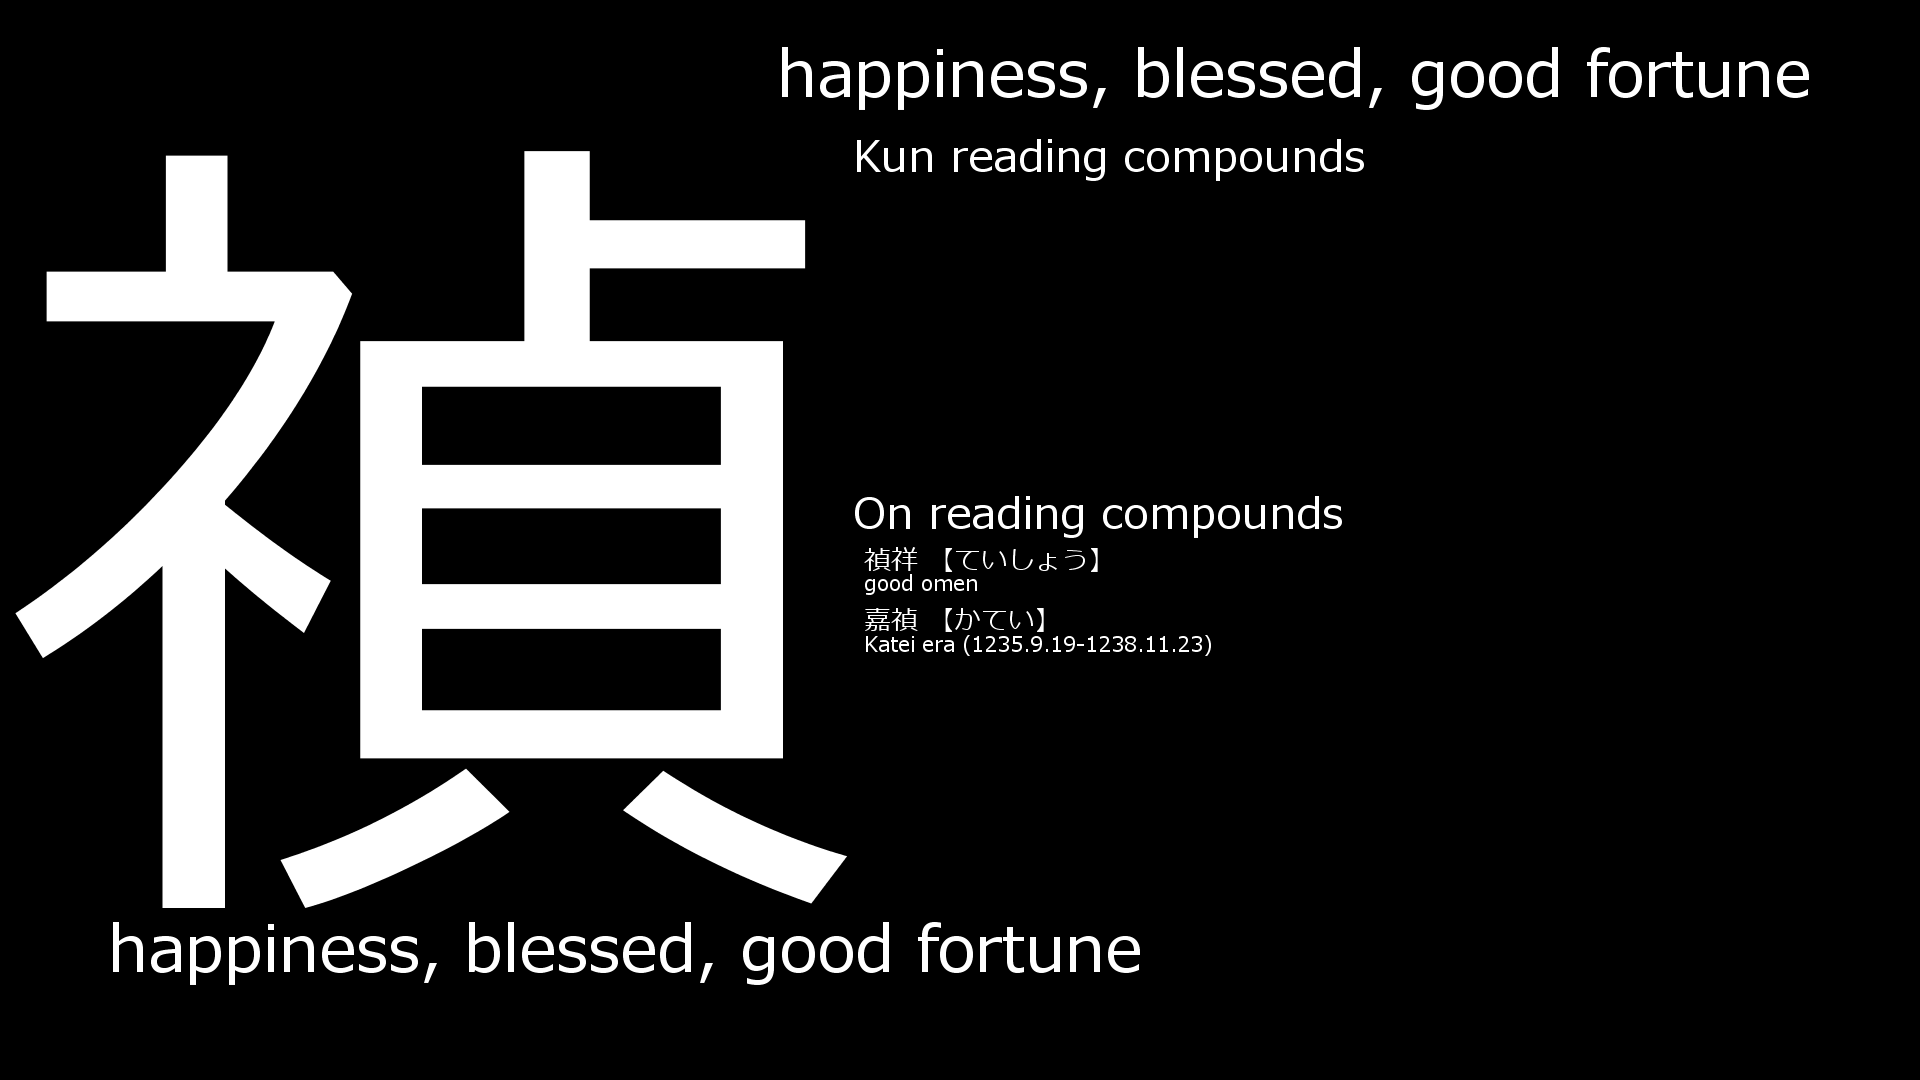 happiness, blessed, good fortune
Kun reading compounds
禎
On reading compounds
禎祥 【ていしょう】
good omen
嘉禎 【かてい】
Katei era (1235.9.19-1238.11.23)
happiness, blessed, good fortune